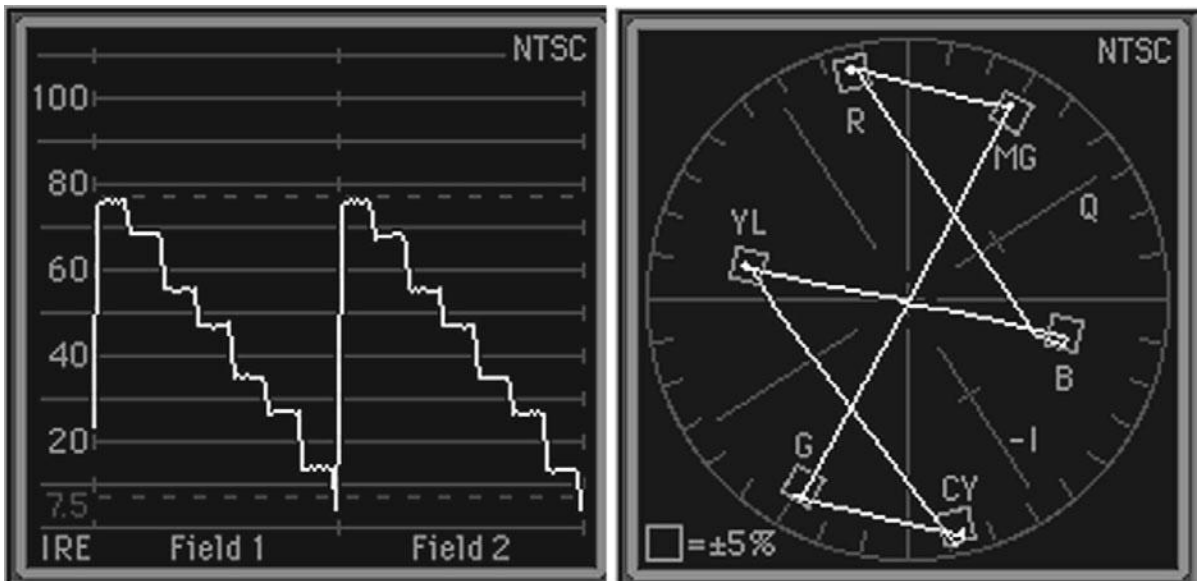 NTSC
100
80
60
40
20
7.5
IRE Field 1 Field 2
NTSC
R
MG
Q
YL
B
-I
G
CY
=±5%